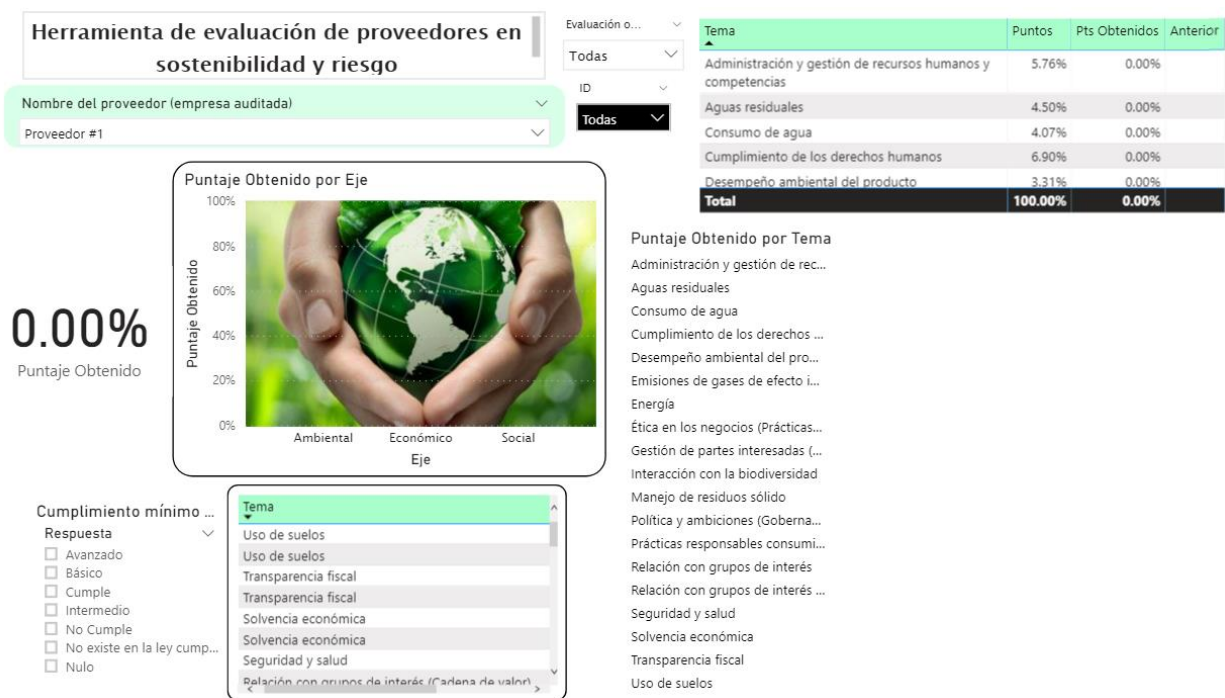 Herramienta de evaluación de proveedores en
sostenibilidad y riesgo
Nombre del proveedor (empresa auditada)
Proveedor #1
Evaluación o...
Todas
ID
Todas
Tema Puntos Pts Obtenidos Anterior
Administración y gestión de recursos humanos y 5.76% 0.00%
competencias
Aguas residuales 4.50% 0.00%
Consumo de agua 4.07% 0.00%
Cumplimiento de los derechos humanos 6.90% 0.00%
Desempeño ambiental del producto 3.31% 0.00%
Total 100.00% 0.00%
0.00%
Puntaje Obtenido
Puntaje Obtenido por Eje
Puntaje Obtenido
100%
80%
60%
40%
20%
0%
Ambiental Económico Social
Eje
Puntaje Obtenido por Tema
Administración y gestión de rec...
Aguas residuales
Consumo de agua
Cumplimiento de los derechos ...
Desempeño ambiental del pro...
Emisiones de gases de efecto i...
Energía
Ética en los negocios (Prácticas...
Gestión de partes interesadas (...
Interacción con la biodiversidad
Manejo de residuos sólido
Política y ambiciones (Goberna...
Prácticas responsables consumi...
Relación con grupos de interés
Relación con grupos de interés ...
Seguridad y salud
Solvencia económica
Transparencia fiscal
Uso de suelos
Cumplimiento mínimo ...
Respuesta
Avanzado
Básico
Cumple
Intermedio
No Cumple
No existe en la ley cump...
Nulo
Tema
Uso de suelos
Uso de suelos
Transparencia fiscal
Transparencia fiscal
Solvencia económica
Solvencia económica
Seguridad y salud
Relación con grupos de interés (Cadena de valor)